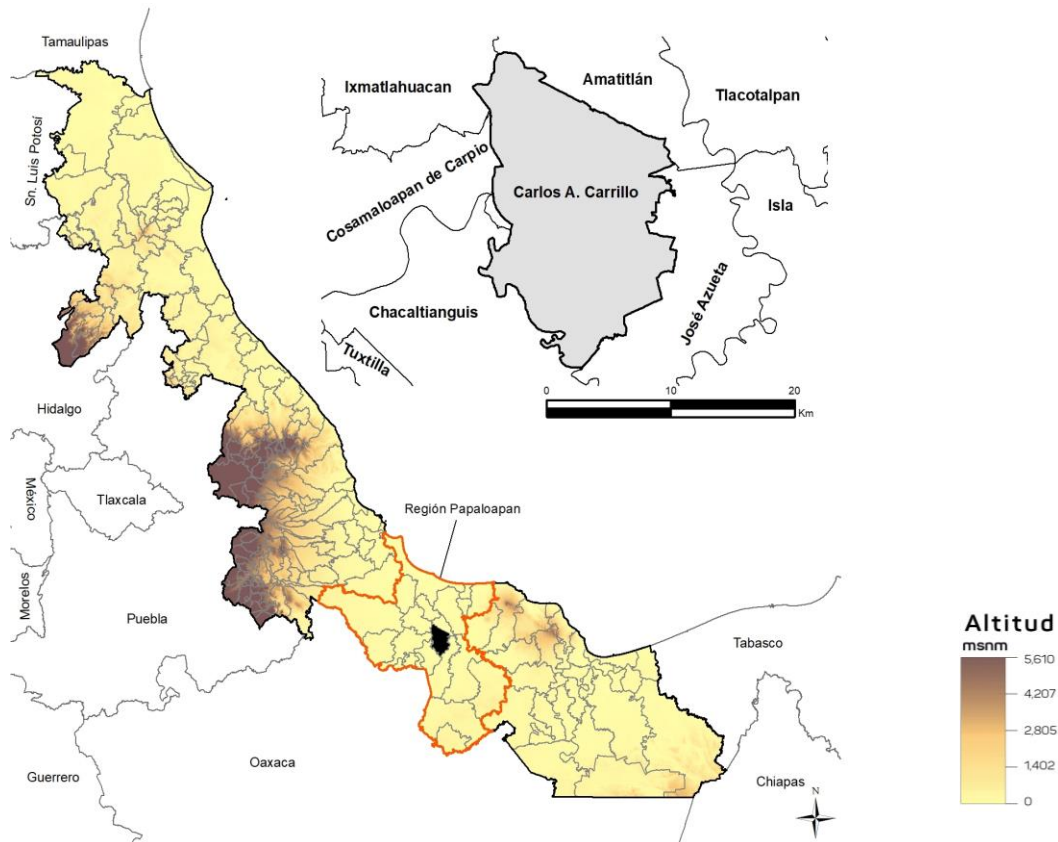 Tamaulipas
Sn. Luis Potosí
Hidalgo
México
Tlaxcala
Morelos
Puebla
Guerrero
Oaxaca
Región Papaloapan
Tabasco
Chiapas
N
Ixmatlahuacan
Amatitlán
Tlacotalpan
Cosamaloapan de Carpio
Carlos A. Carrillo
Isla
Chacaltianguis
José Azueta
Tuxtilla
0 10 20
Km
Altitud
msnm
5,610
4,207
2,805
1402
0